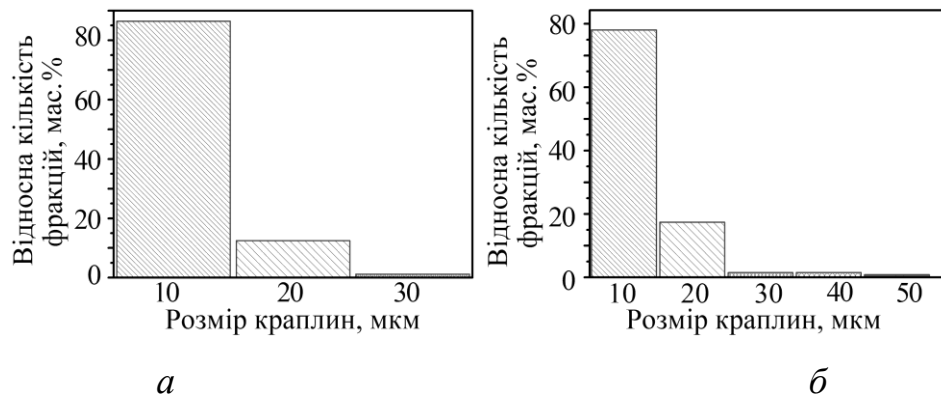 Відносна кількість
фракцій, мас.%
80
60
40
20
0
10 20 30
Розмір краплин, мкм
а
Відносна кількість
фракцій, мас.%
80
60
40
20
0
10 20 30 40 50
Розмір краплин, мкм
б